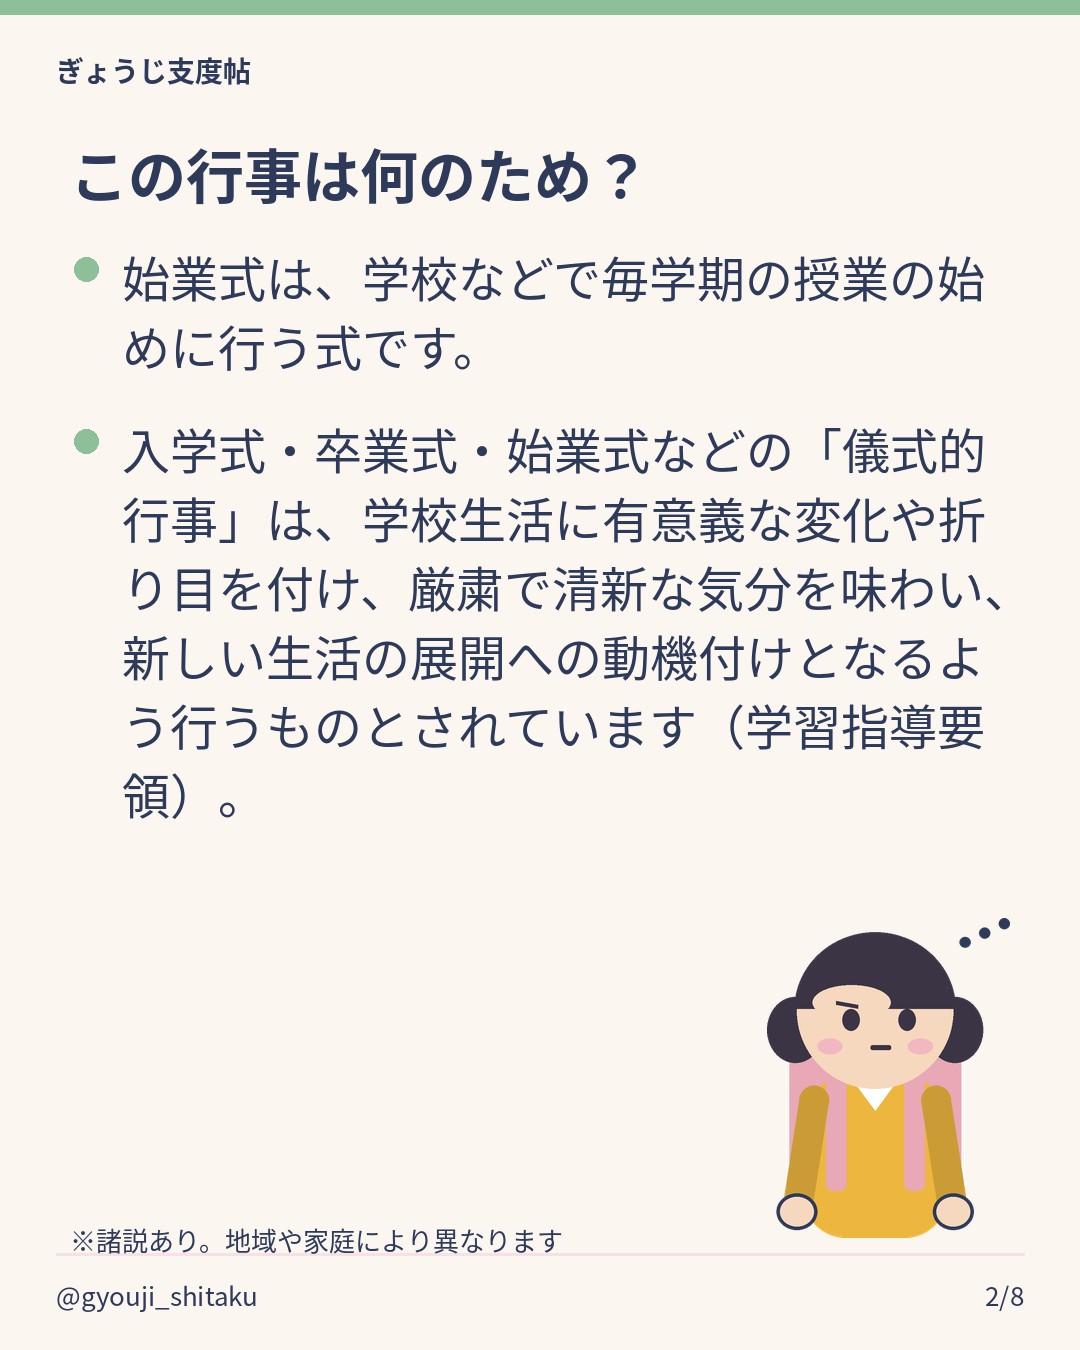 ぎょうじ支度帖
この行事は何のため？
始業式は、学校などで毎学期の授業の始
めに行う式です。
入学式・卒業式・始業式などの「儀式的
行事」は、学校生活に有意義な変化や折
り目を付け、厳粛で清新な気分を味わい、
新しい生活の展開への動機付けとなるよ
う行うものとされています（学習指導要
領）。
※諸説あり。地域や家庭により異なります
@gyouji_shitaku
2/8